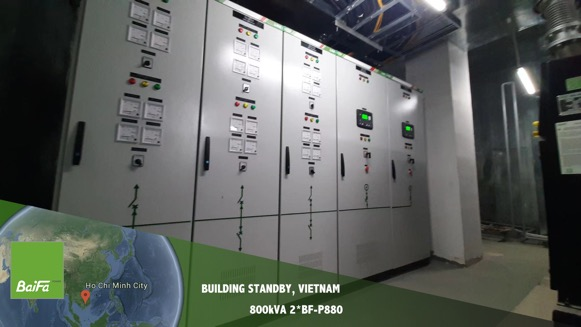 BaiFa
Ho Chi Minh City
BUILDING STANDBY, VIETNAM
800kVA 2*BF-P880